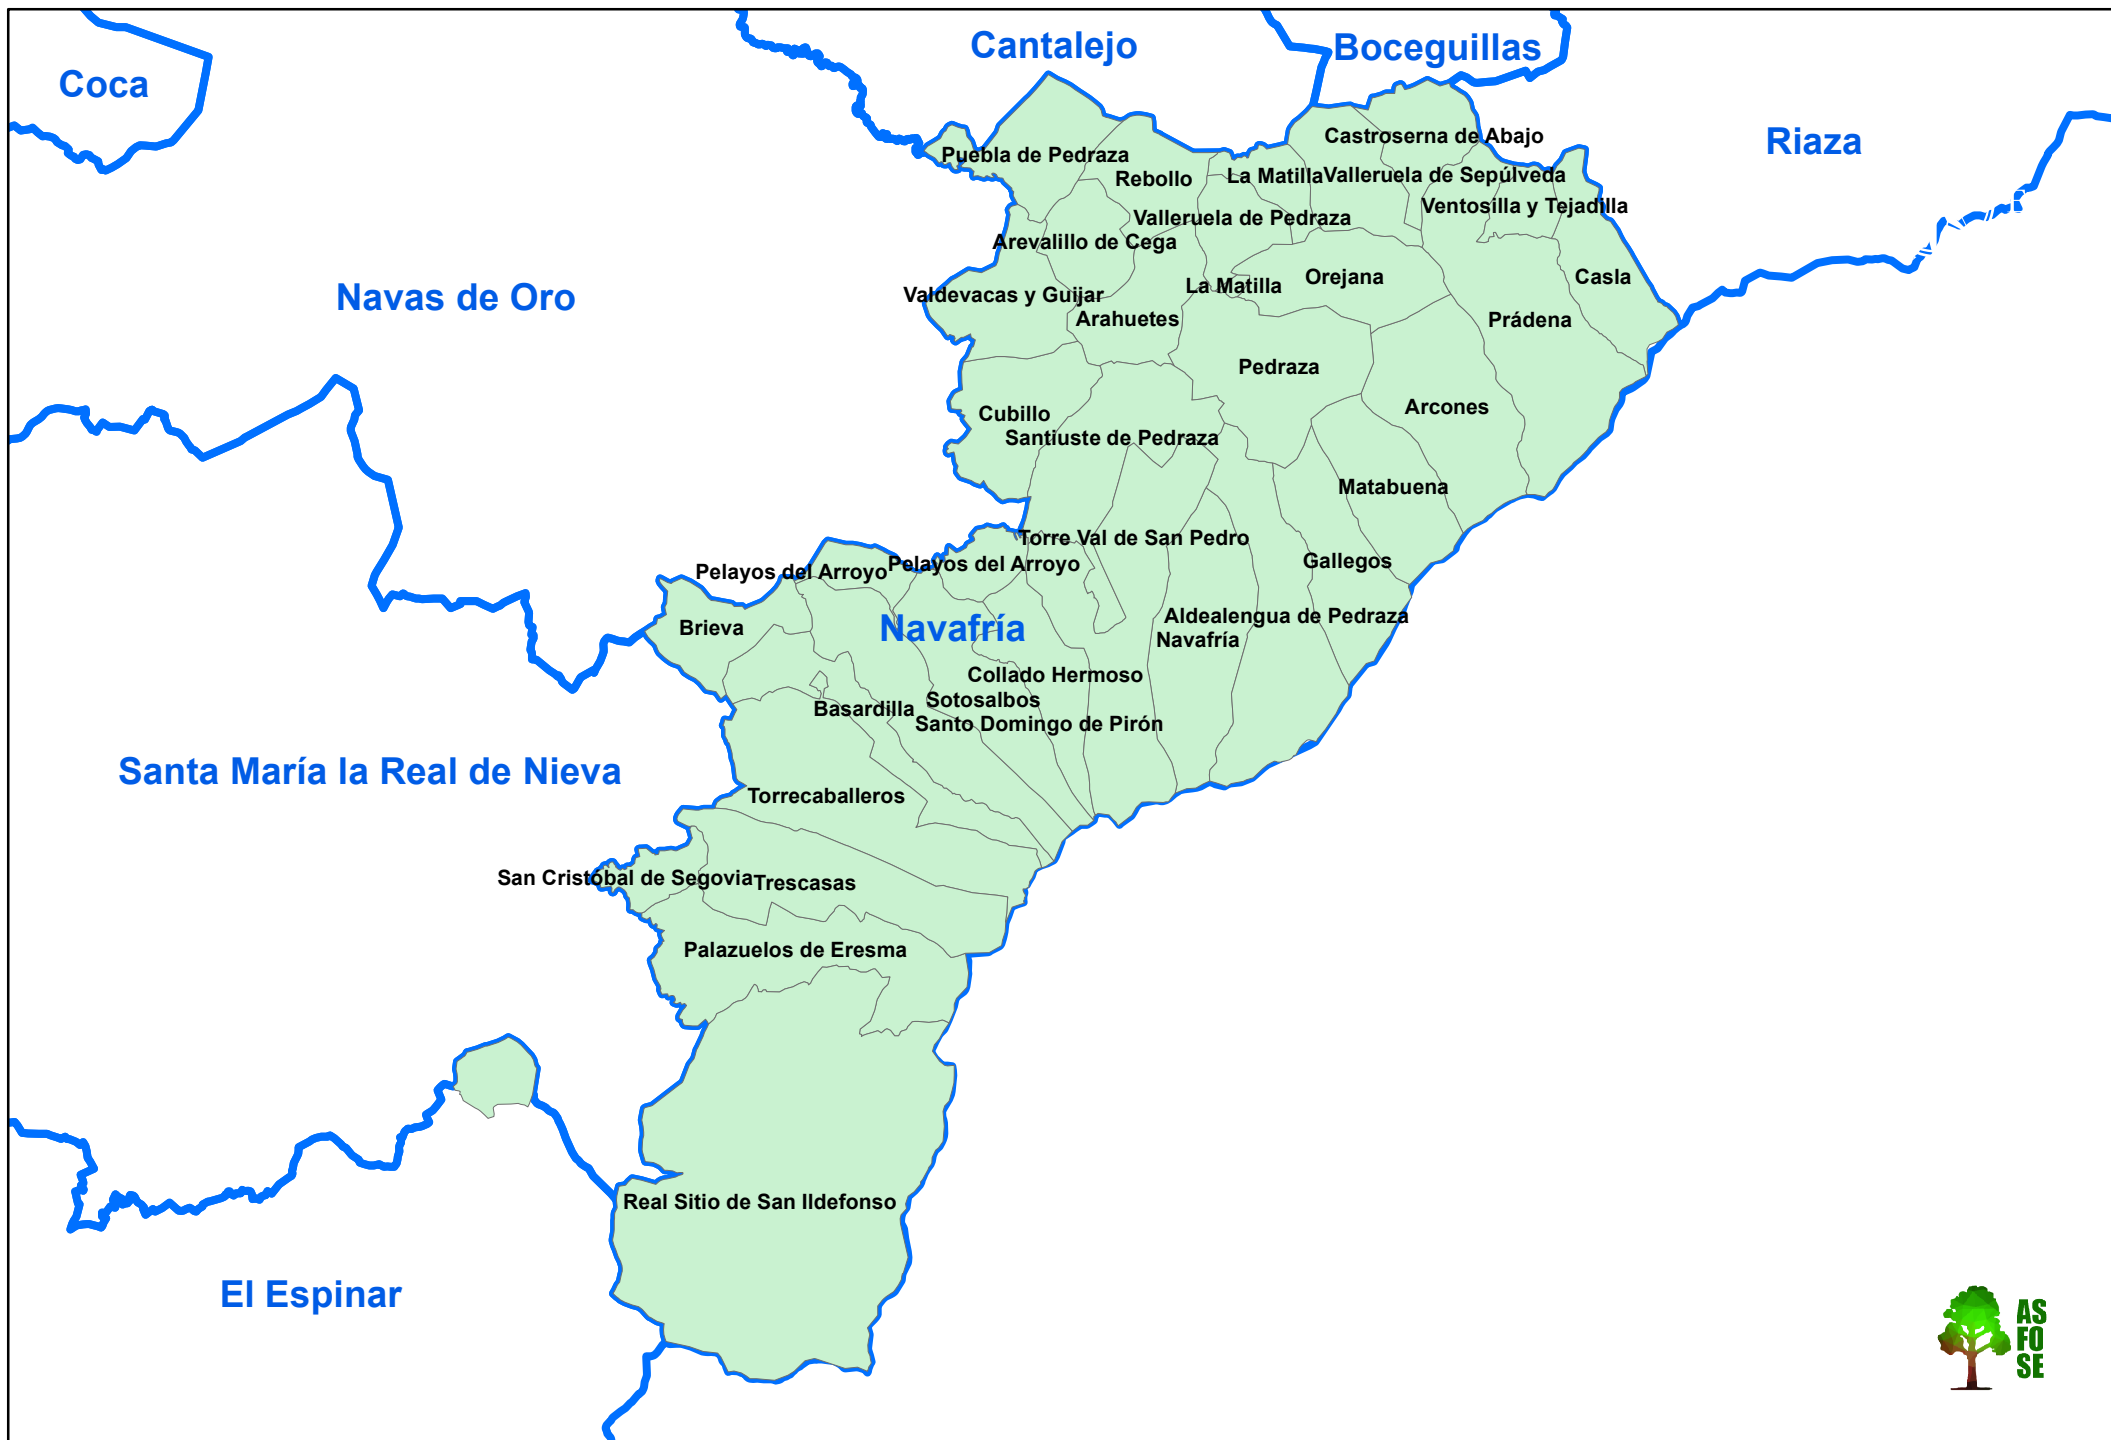 Cantalejo
Boceguillas
Coca
Riaza
Castroserna de Abajo
Puebla de Pedraza
Rebollo
La Matilla
Valleruela de Sepúlveda
Ventosilla y Tejadilla
Valleruela de Pedraza
Arevalillo de Cega
Orejana
Casla
La Matilla
Navas de Oro
Valdevacas y Guijar
Arahuetes
Prádena
Pedraza
Arcones
Cubillo
Santiuste de Pedraza
Matabuena
Torre Val de San Pedro
Gallegos
Pelayos del Arroyo
Pelayos del Arroyo
Aldealengua de Pedraza
Brieva
Navafría
Navafría
Collado Hermoso
Sotosalbos
Basardilla
Santo Domingo de Pirón
Santa María la Real de Nieva
Torrecaballeros
San Cristóbal de Segovia
Trescasas
Palazuelos de Eresma
Real Sitio de San Ildefonso
El Espinar
AS
FO
SE